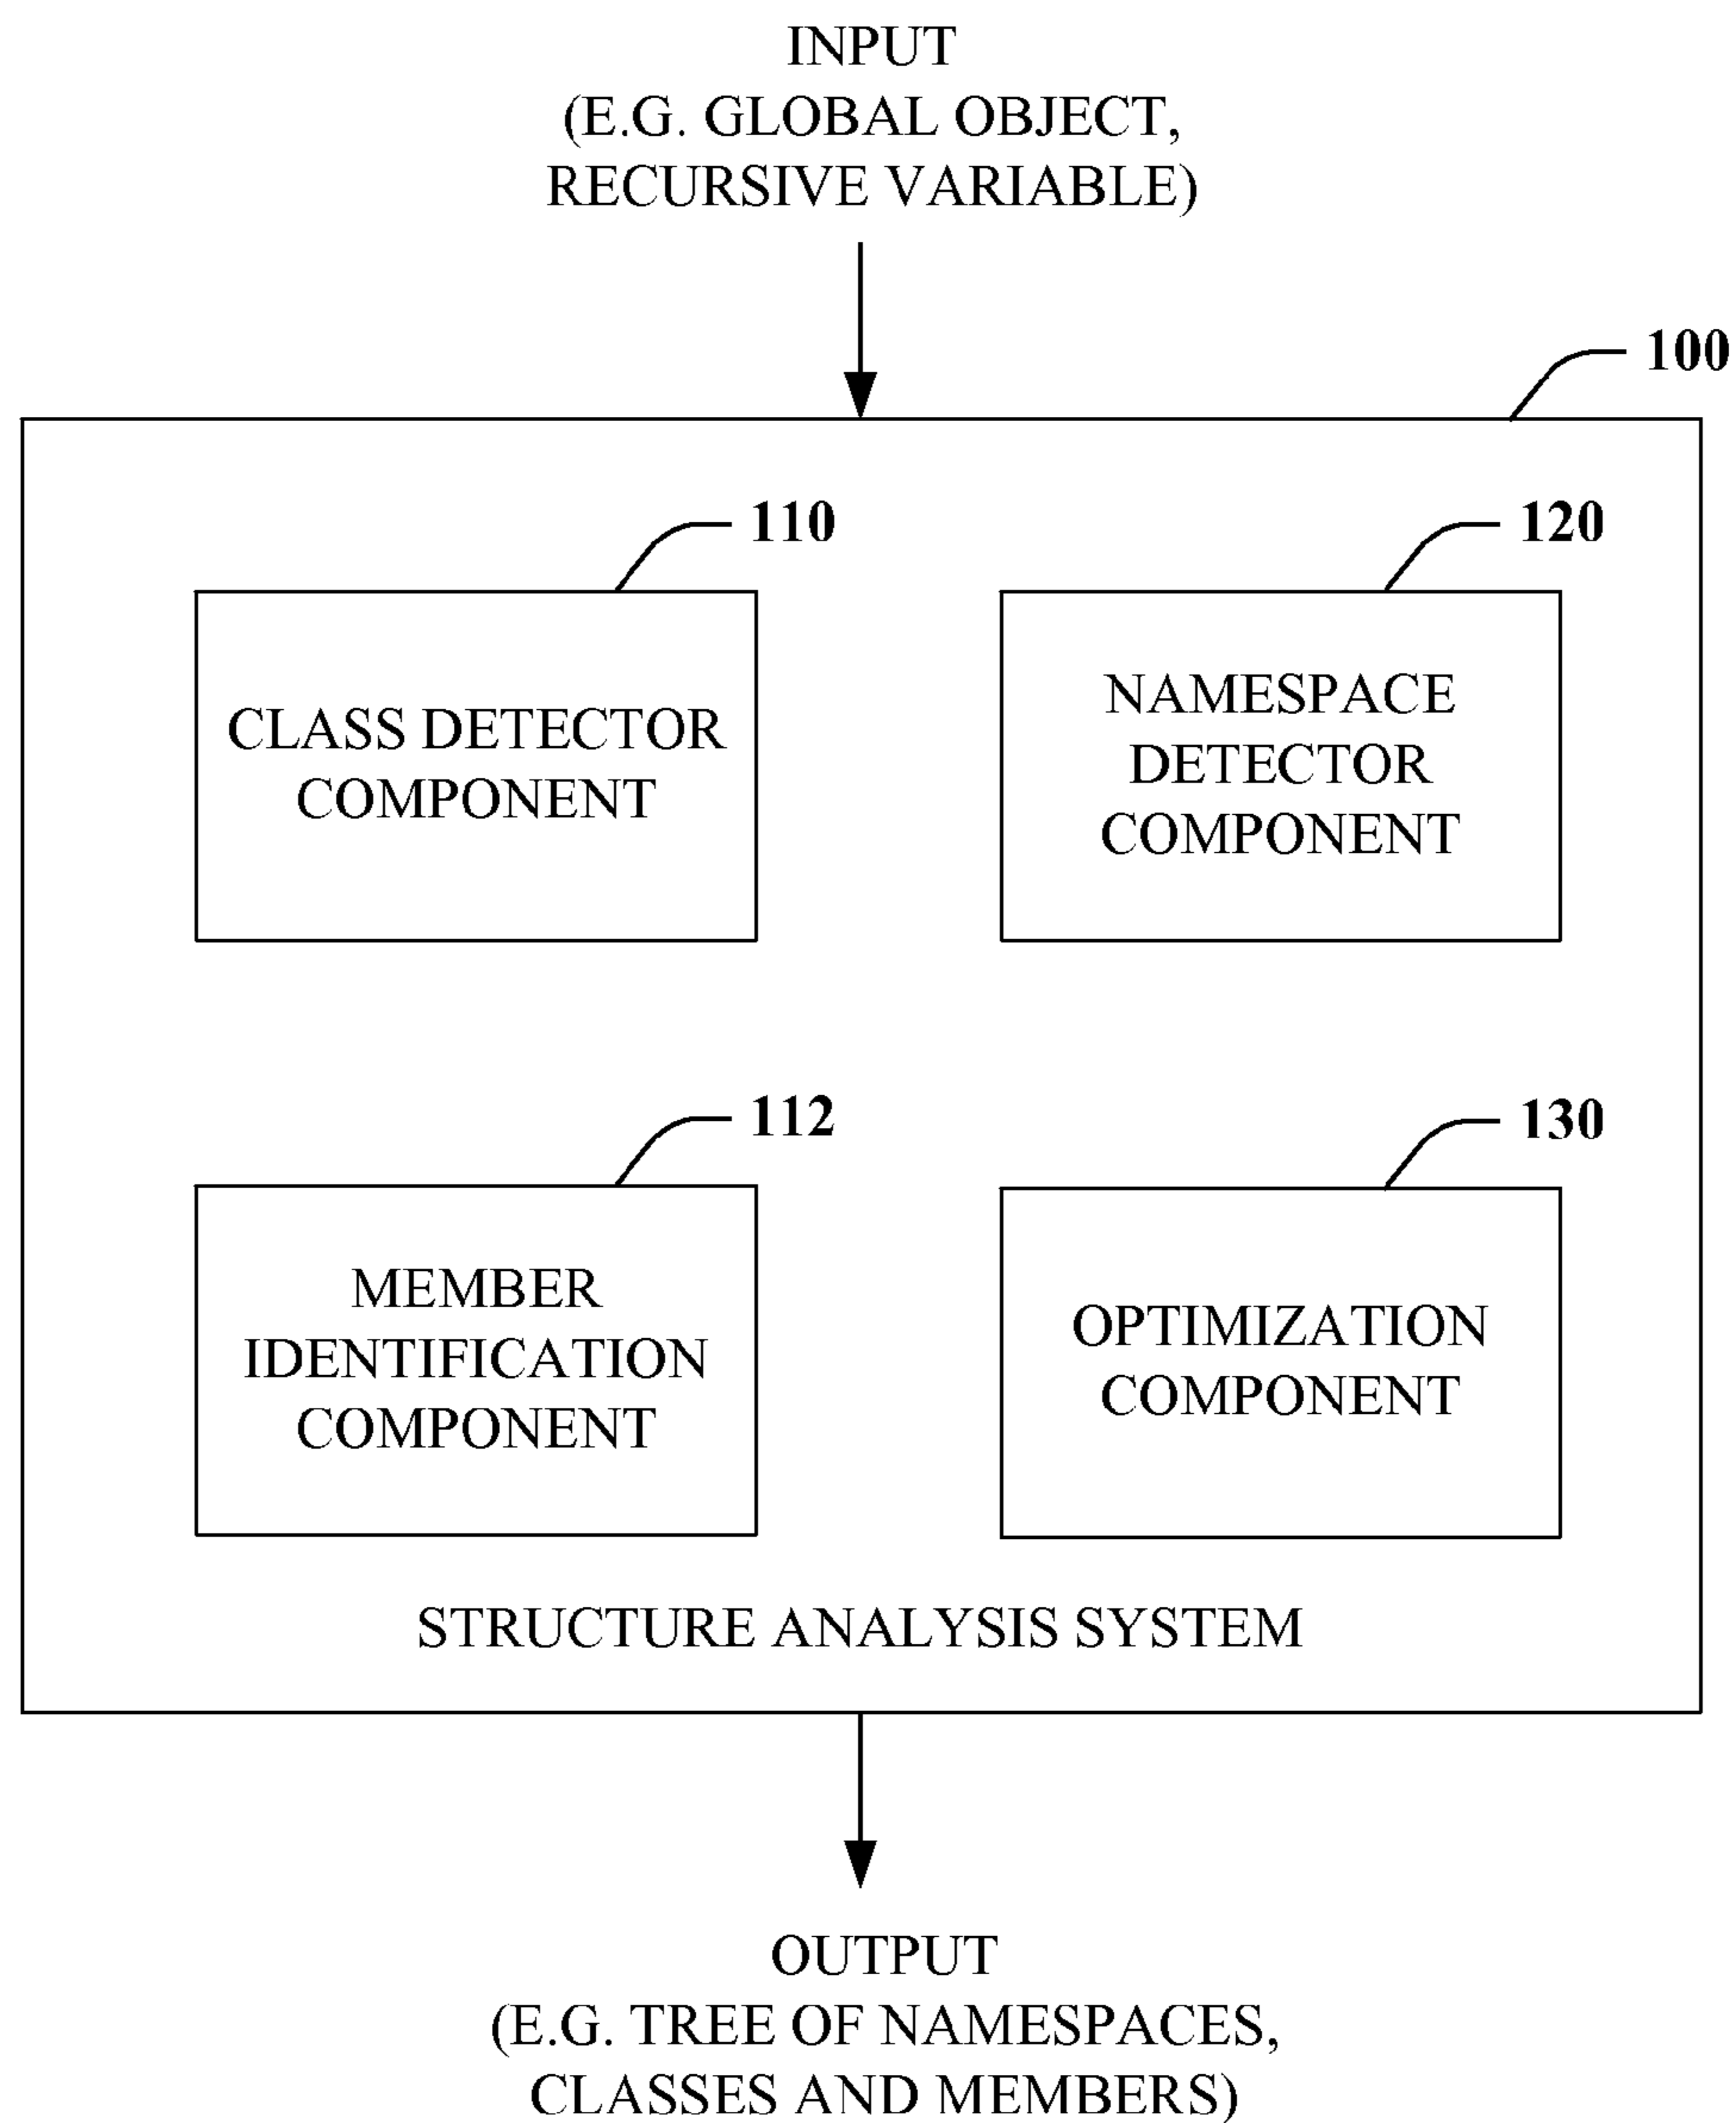 INPUT
(E.G. GLOBAL OBJECT,
RECURSIVE VARIABLE)
100
110
120
CLASS DETECTOR
COMPONENT
NAMESPACE
DETECTOR
COMPONENT
112
130
MEMBER
IDENTIFICATION
COMPONENT
OPTIMIZATION
COMPONENT
STRUCTURE ANALYSIS SYSTEM
OUTPUT
(E.G. TREE OF NAMESPACES,
CLASSES AND MEMBERS)